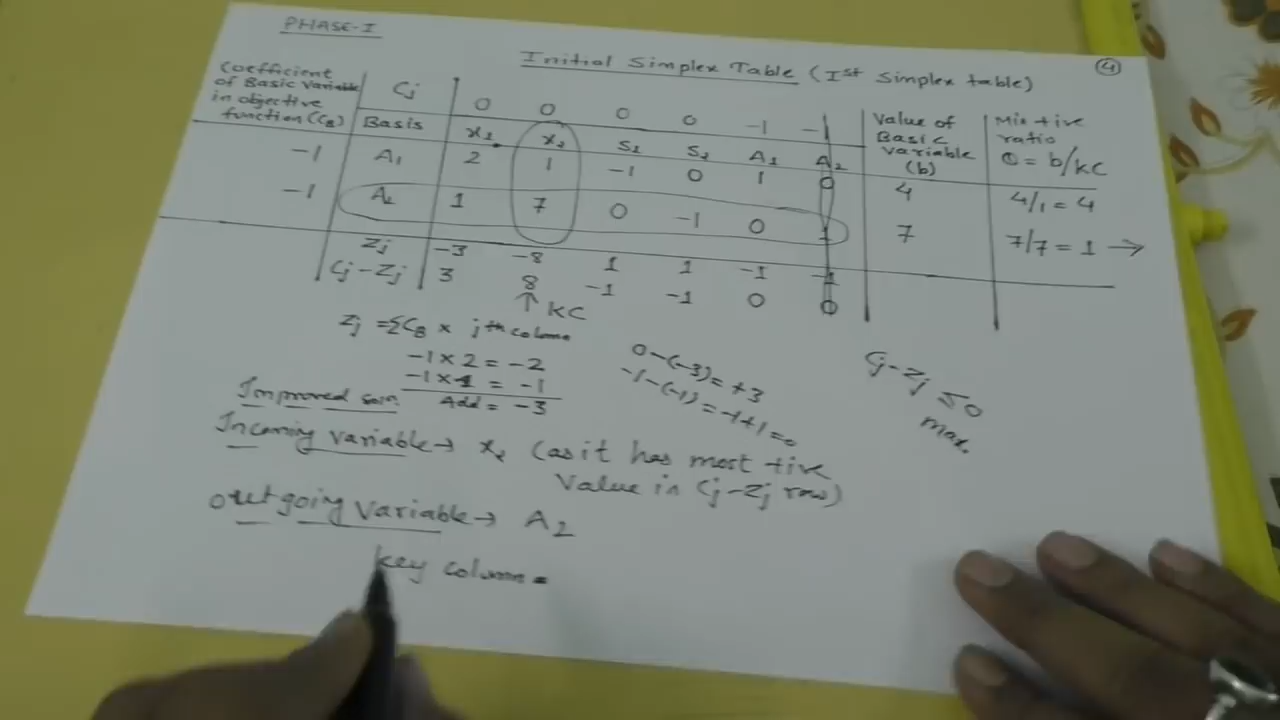 PHASE-I
Initial Simplex Table (Ist Simplex table) 4
Coefficient
of Basic Variable
in objective
function (CB)
Cj 0 0 0 0 -1 -1
Basis x1 x2 S1 S2 A1 A2
Value of
Basic
Variable
(b)
Min +ive
ratio
θ = b/KC
-1 A1 2 1 -1 0 1 0 4 4/1 = 4
-1 A2 1 7 0 -1 0 1 7 7/7 = 1 →
Zj -3 -8 1 1 -1 -1
Cj-Zj 3 8 -1 -1 0 0
↑ KC
Zj = ΣCB × jth column
-1 × 2 = -2
-1 × 1 = -1
Add = -3
0-(-3) = +3
-1-(-1) = -1+1=0
Cj-Zj ≤0
max.
Improved soln.
Incoming variable → x2 (as it has most +ive
Value in Cj-Zj row)
Outgoing variable → A2
key column =